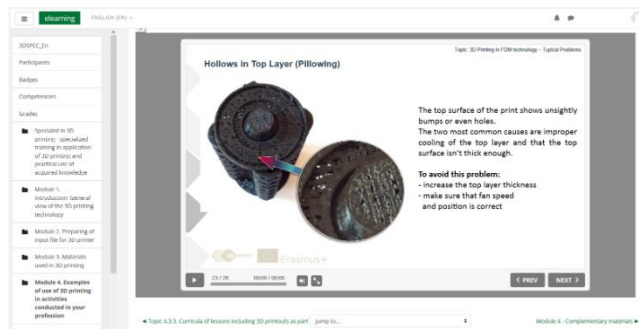 elearning
ENGLISH (EN)
3DSPEC_En
Participants
Badges
Competencies
Grades
Specialist in 3D
printing - specialized
training in application
of 3D printing and
practical use of
acquired knowledge
Module 1.
Introduction: General
view of the 3D printing
technology
Module 2. Preparing of
input file for 3D printer
Module 3. Materials
used in 3D printing
Module 4. Examples
of use of 3D printing
in activities
conducted in your
profession
Topic: 3D-Printing in FDM technology – Typical Problems
Hollows in Top Layer (Pillowing)
The top surface of the print shows unsightly
bumps or even holes.
The two most common causes are improper
cooling of the top layer and that the top
surface isn't thick enough.
To avoid this problem:
- increase the top layer thickness
- make sure that fan speed
and position is correct
Erasmus+
23 / 28
00:00 / 00:00
< PREV
NEXT >
◄ Topic 4.3.3. Curricula of lessons including 3D printouts as part
Jump to...
Module 4 - Complementary materials ►